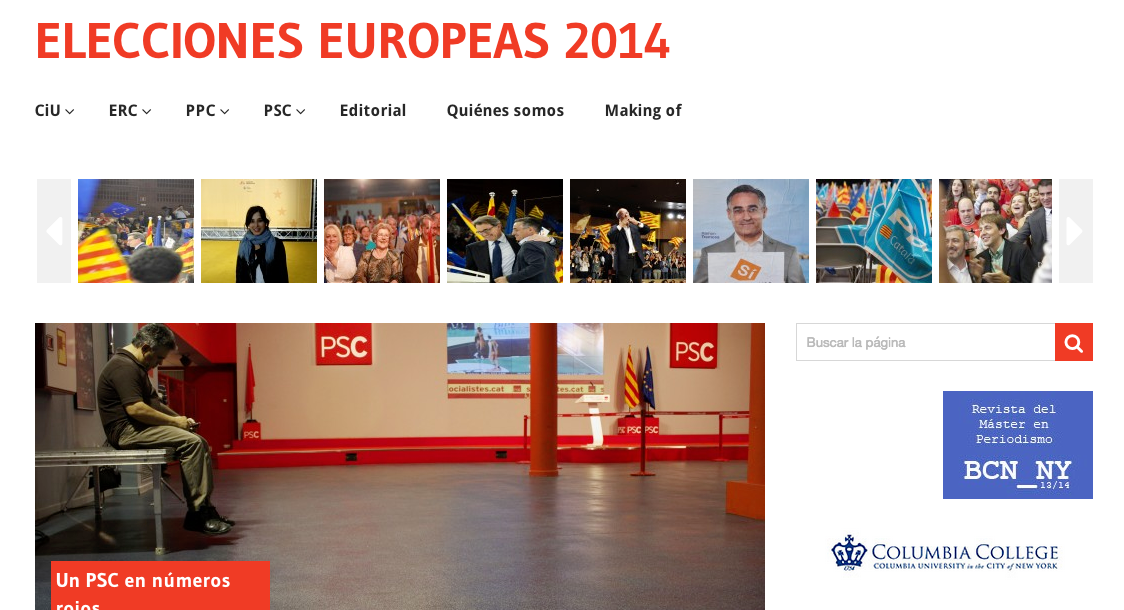 ELECCIONES EUROPEAS 2014
CiU ERC PPC PSC Editorial Quiénes somos Making of
Sí
Català
PSC
PSC
socialistes.cat
PSC
PSC PSC
Un PSC en números
rojos
Buscar la página
Revista del
Máster en
Periodismo
BCN_NY
13/14
COLUMBIA COLLEGE
COLUMBIA UNIVERSITY in the CITY of NEW YORK